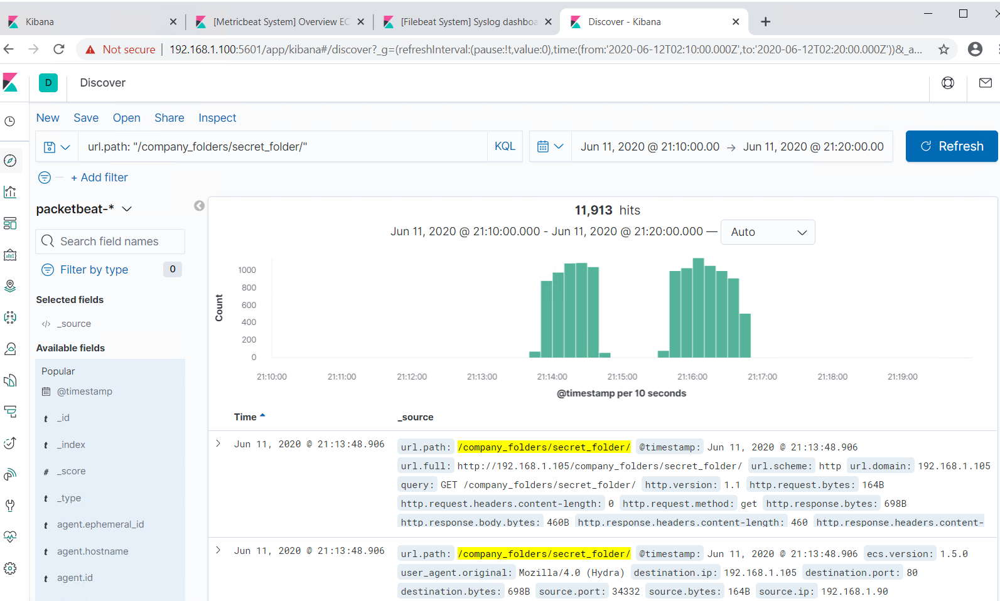 Kibana
[Metricbeat System] Overview EC
[Filebeat System] Syslog dashboa
Discover - Kibana
Not secure | 192.168.1.100:5601/app/kibana#/discover?_g=(refreshInterval:(pause:!t,value:0),time:(from:'2020-06-12T02:10:00.000Z',to:'2020-06-12T02:20:00.000Z'))&_a...
D
Discover
New Save Open Share Inspect
url.path: "/company_folders/secret_folder/"
KQL
Jun 11, 2020 @ 21:10:00.00 → Jun 11, 2020 @ 21:20:00.00
Refresh
+ Add filter
packetbeat-*
Search field names
Filter by type 0
Selected fields
</> _source
Available fields
Popular
@timestamp
t _id
t _index
# _score
t _type
t agent.ephemeral_id
t agent.hostname
t agent.id
11,913 hits
Jun 11, 2020 @ 21:10:00.000 - Jun 11, 2020 @ 21:20:00.000 — Auto
Count
1000
800
600
400
200
0
21:10:00 21:11:00 21:12:00 21:13:00 21:14:00 21:15:00 21:16:00 21:17:00 21:18:00 21:19:00
@timestamp per 10 seconds
Time _source
Jun 11, 2020 @ 21:13:48.906
url.path: /company_folders/secret_folder/ @timestamp: Jun 11, 2020 @ 21:13:48.906
url.full: http://192.168.1.105/company_folders/secret_folder/ url.scheme: http url.domain: 192.168.1.105
query: GET /company_folders/secret_folder/ http.version: 1.1 http.request.bytes: 164B
http.request.headers.content-length: 0 http.request.method: get http.response.bytes: 698B
http.response.body.bytes: 460B http.response.headers.content-length: 460 http.response.headers.content-
Jun 11, 2020 @ 21:13:48.906
url.path: /company_folders/secret_folder/ @timestamp: Jun 11, 2020 @ 21:13:48.906 ecs.version: 1.5.0
user_agent.original: Mozilla/4.0 (Hydra) destination.ip: 192.168.1.105 destination.port: 80
destination.bytes: 698B source.port: 34332 source.bytes: 164B source.ip: 192.168.1.90